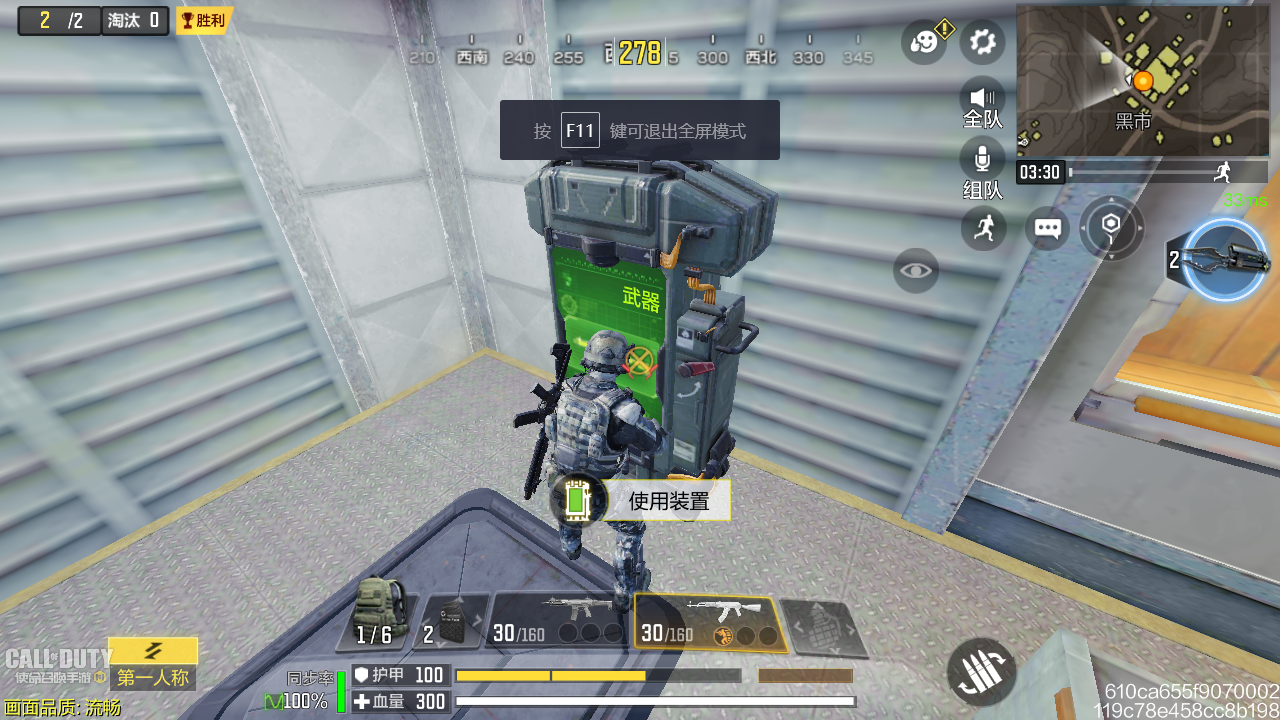 2 /2 淘汰 0 胜利
210 西南 240 255 278 5 300 西北 330 345
按 F11 键可退出全屏模式
全队
组队
黑市
03:30
33ms
2
武器
使用装置
1/6
2
30/160
30/160
CALL OF DUTY
使命召唤手游
第一人称
同步率
100%
护甲 100
血量 300
画面品质: 流畅
610ca655f9070002
119c78e458cc8b198